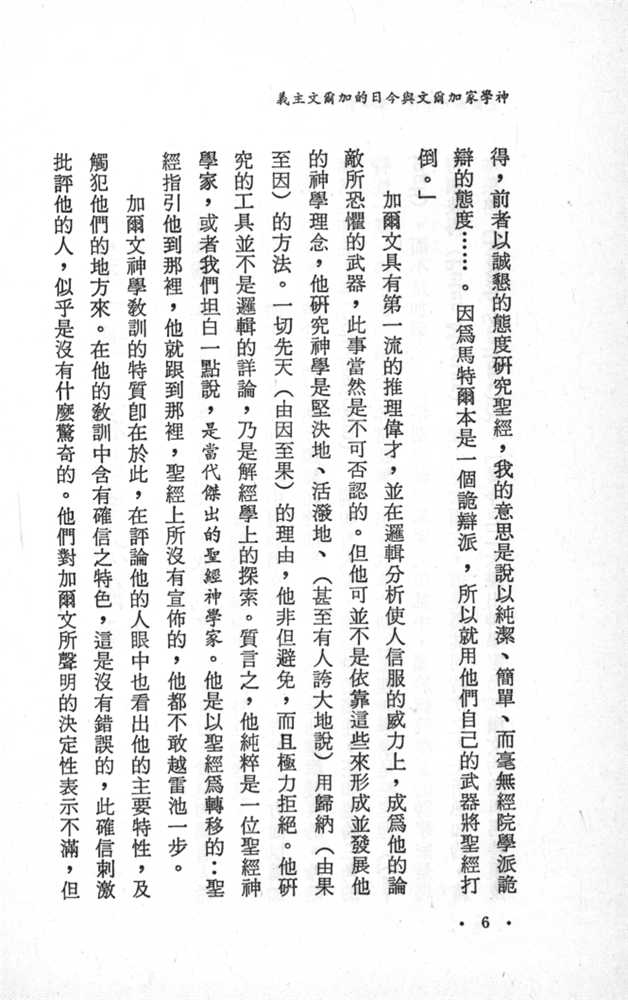 神學家加爾文與今日的加爾文主義
得，前者以誠懇的態度硏究聖經，我的意思是說以純潔、簡單、而毫無經院學派詭
辯的態度……。因爲馬特爾本是一個詭辯派，所以就用他們自己的武器將聖經打
倒。」
加爾文具有第一流的推理偉才，並在邏輯分析使人信服的威力上，成爲他的論
敵所恐懼的武器，此事當然是不可否認的。但他可並不是依靠這些來形成並發展他
的神學理念，他硏究神學是堅決地、活潑地、（甚至有人誇大地說）用歸納（由果
至因）的方法。一切先天（由因至果）的理由，他非但避免，而且極力拒絕。他硏
究的工具並不是邏輯的詳論，乃是解經學上的探索。質言之，他純粹是一位聖經神
學家，或者我們坦白一點說，是當代傑出的聖經神學家。他是以聖經爲轉移的：聖
經指引他到那裡，他就跟到那裡，聖經上所沒有宣佈的，他都不敢越雷池一步。
加爾文神學敎訓的特質卽在於此，在評論他的人眼中也看出他的主要特性，及
觸犯他們的地方來。在他的敎訓中含有確信之特色，這是沒有錯誤的，此確信刺激
批評他的人，似乎是沒有什麼驚奇的。他們對加爾文所聲明的決定性表示不滿，但
·6·